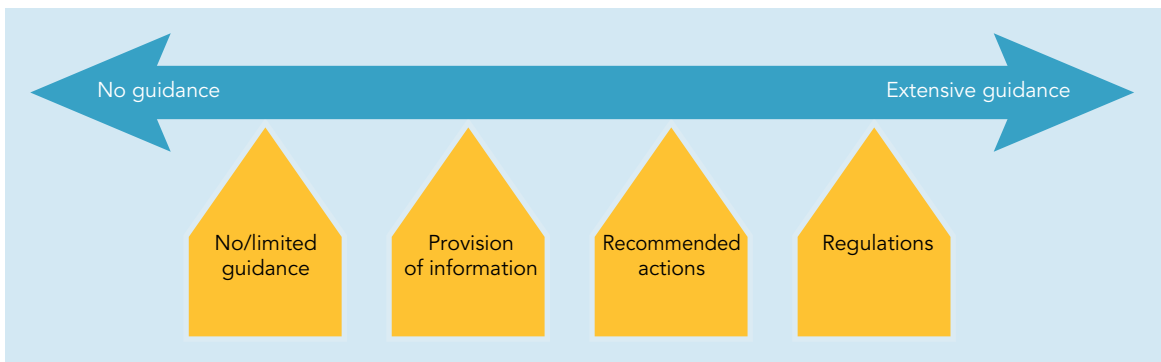 No guidance
Extensive guidance
No/limited
guidance
Provision
of information
Recommended
actions
Regulations